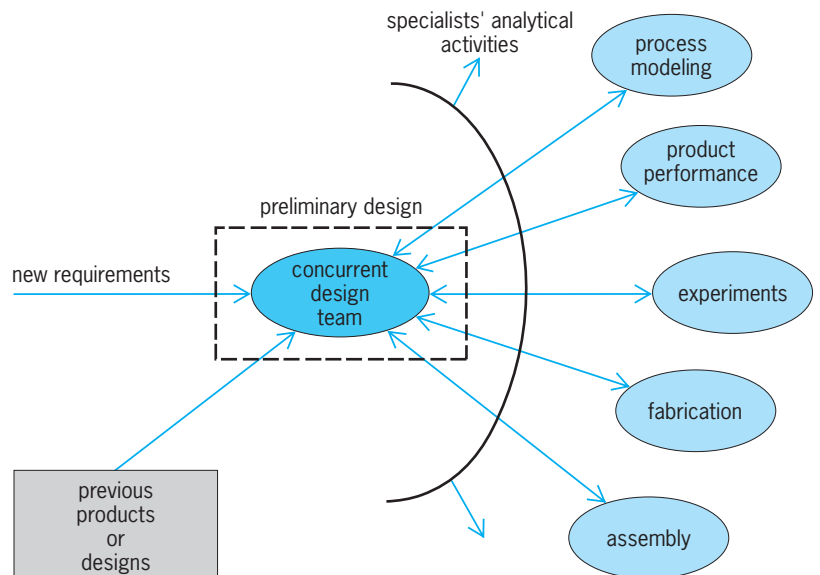 specialists' analytical
activities
process
modeling
product
performance
preliminary design
new requirements
concurrent
design
team
experiments
fabrication
previous
products
or
designs
assembly